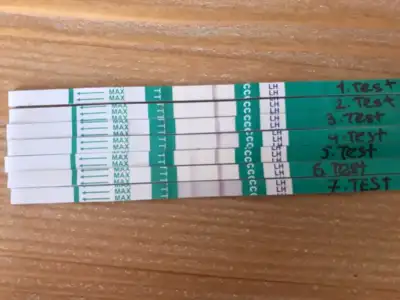 MAX T C LH 1. Test
MAX T C LH 2. Test
MAX T C LH 3. Test
MAX T C LH 4. Test
MAX T C LH 5. Test
MAX T C LH 6. TEST
MAX T C LH 7. TEST